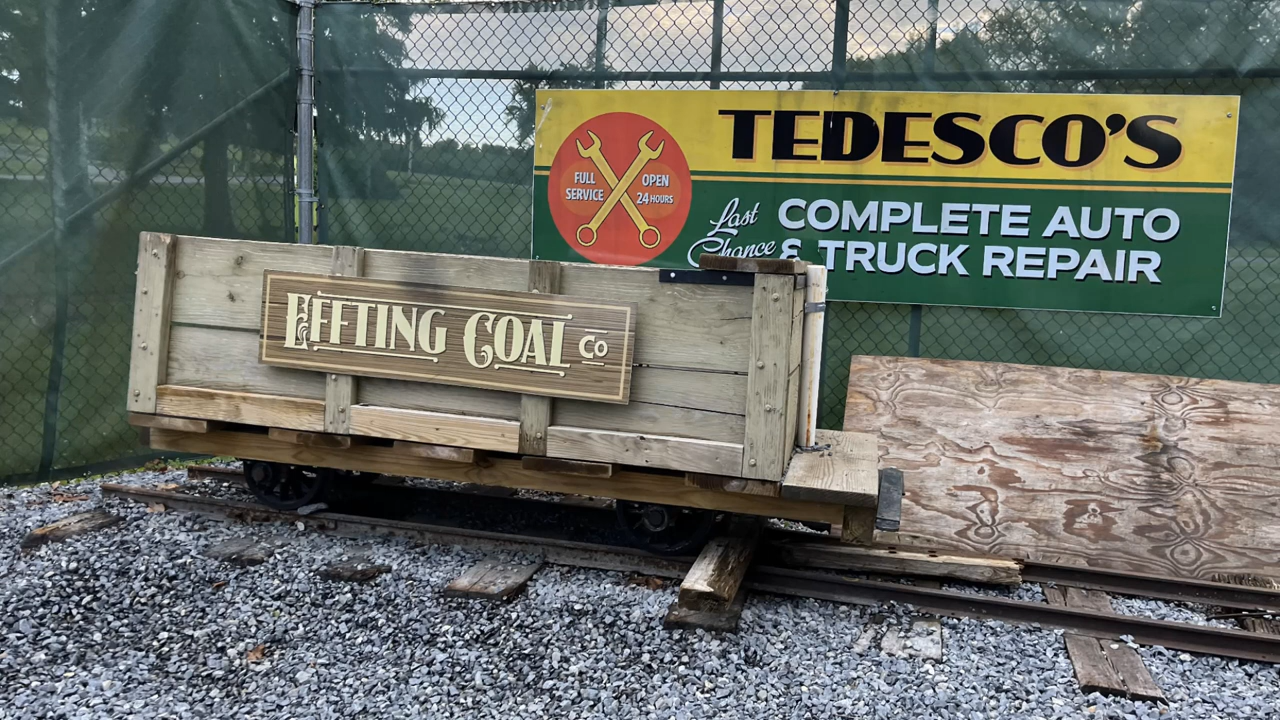 TEDESCO'S
FULL SERVICE
OPEN 24 HOURS
Last Chance
COMPLETE AUTO
& TRUCK REPAIR
EFFTING COAL Co